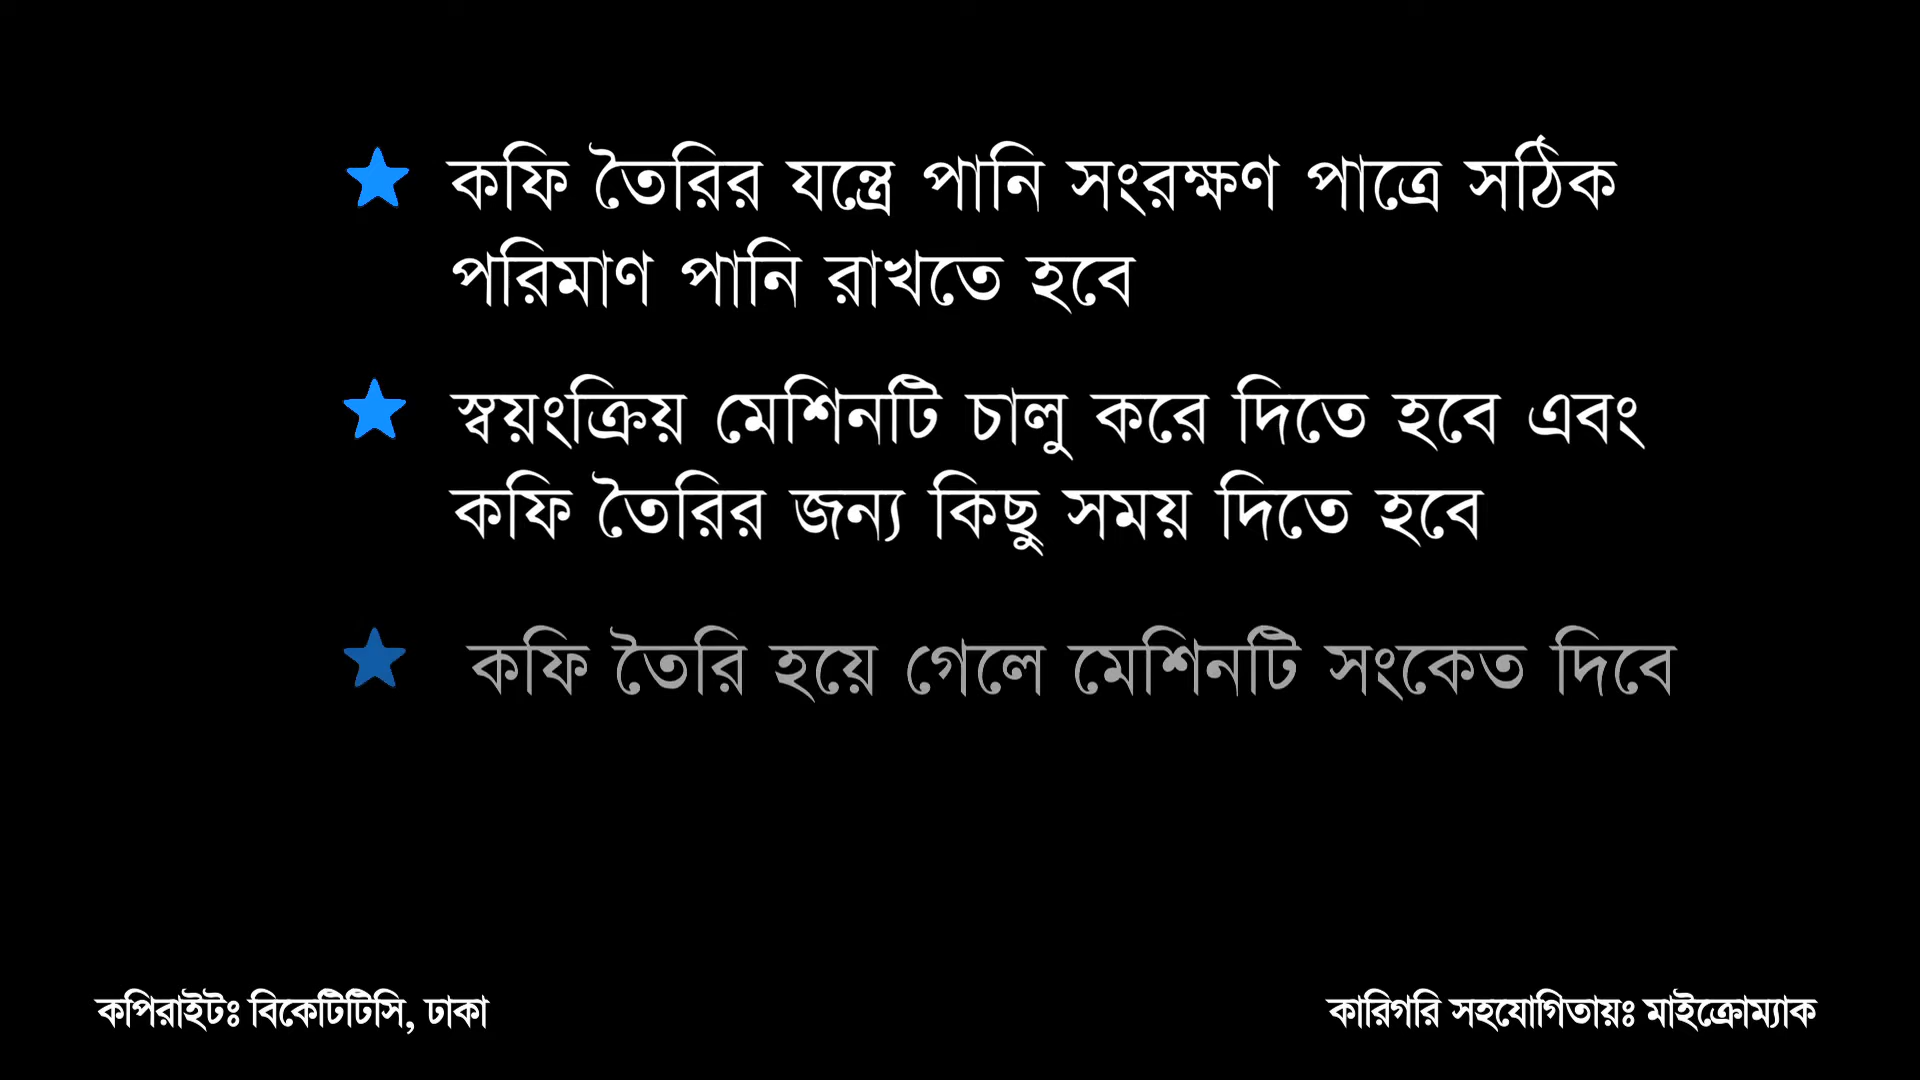 কফি তৈরির যন্ত্রে পানি সংরক্ষণ পাত্রে সঠিক
পরিমাণ পানি রাখতে হবে
স্বয়ংক্রিয় মেশিনটি চালু করে দিতে হবে এবং
কফি তৈরির জন্য কিছু সময় দিতে হবে
কফি তৈরি হয়ে গেলে মেশিনটি সংকেত দিবে
কপিরাইটঃ বিকেটিটিসি, ঢাকা
কারিগরি সহযোগিতায়ঃ মাইক্রোম্যাক